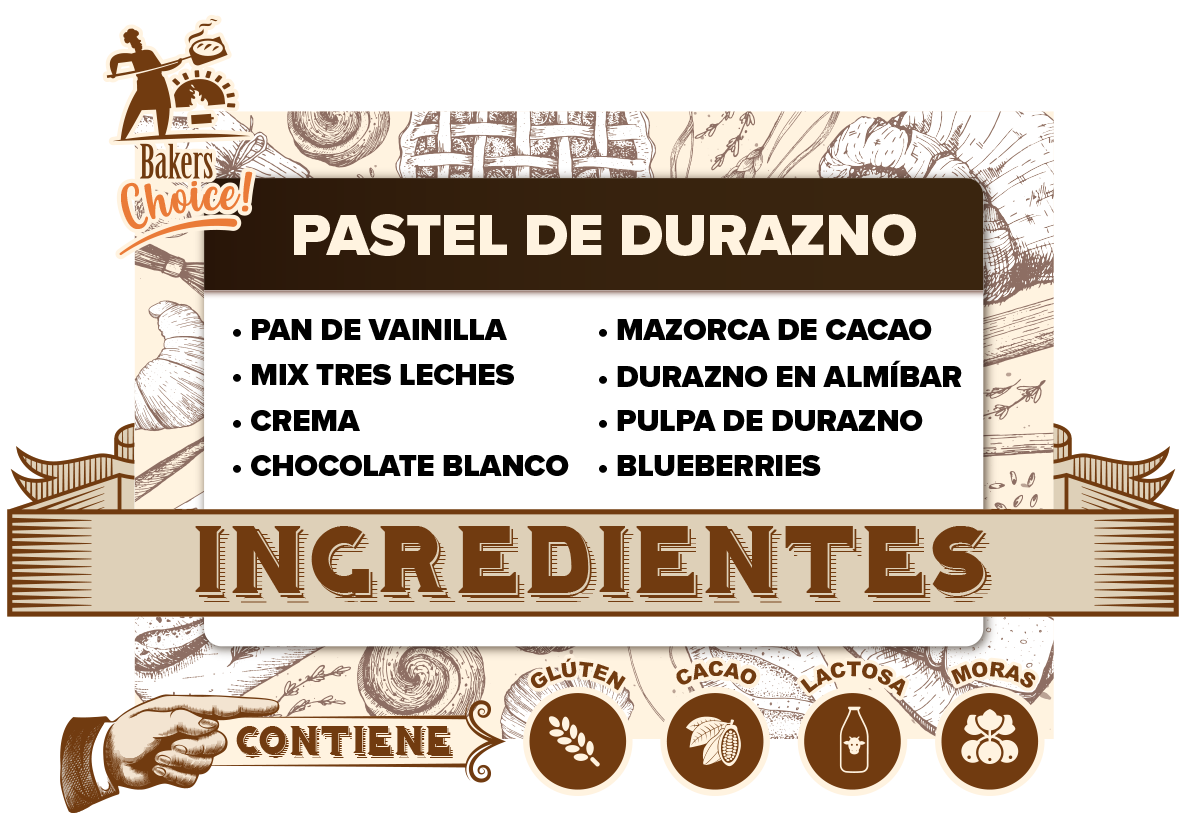 Bakers
Choice!
PASTEL DE DURAZNO
• PAN DE VAINILLA
• MIX TRES LECHES
• CREMA
• CHOCOLATE BLANCO
• MAZORCA DE CACAO
• DURAZNO EN ALMÍBAR
• PULPA DE DURAZNO
• BLUEBERRIES
INGREDIENTES
CONTIENE
GLÚTEN
CACAO
LACTOSA
MORAS